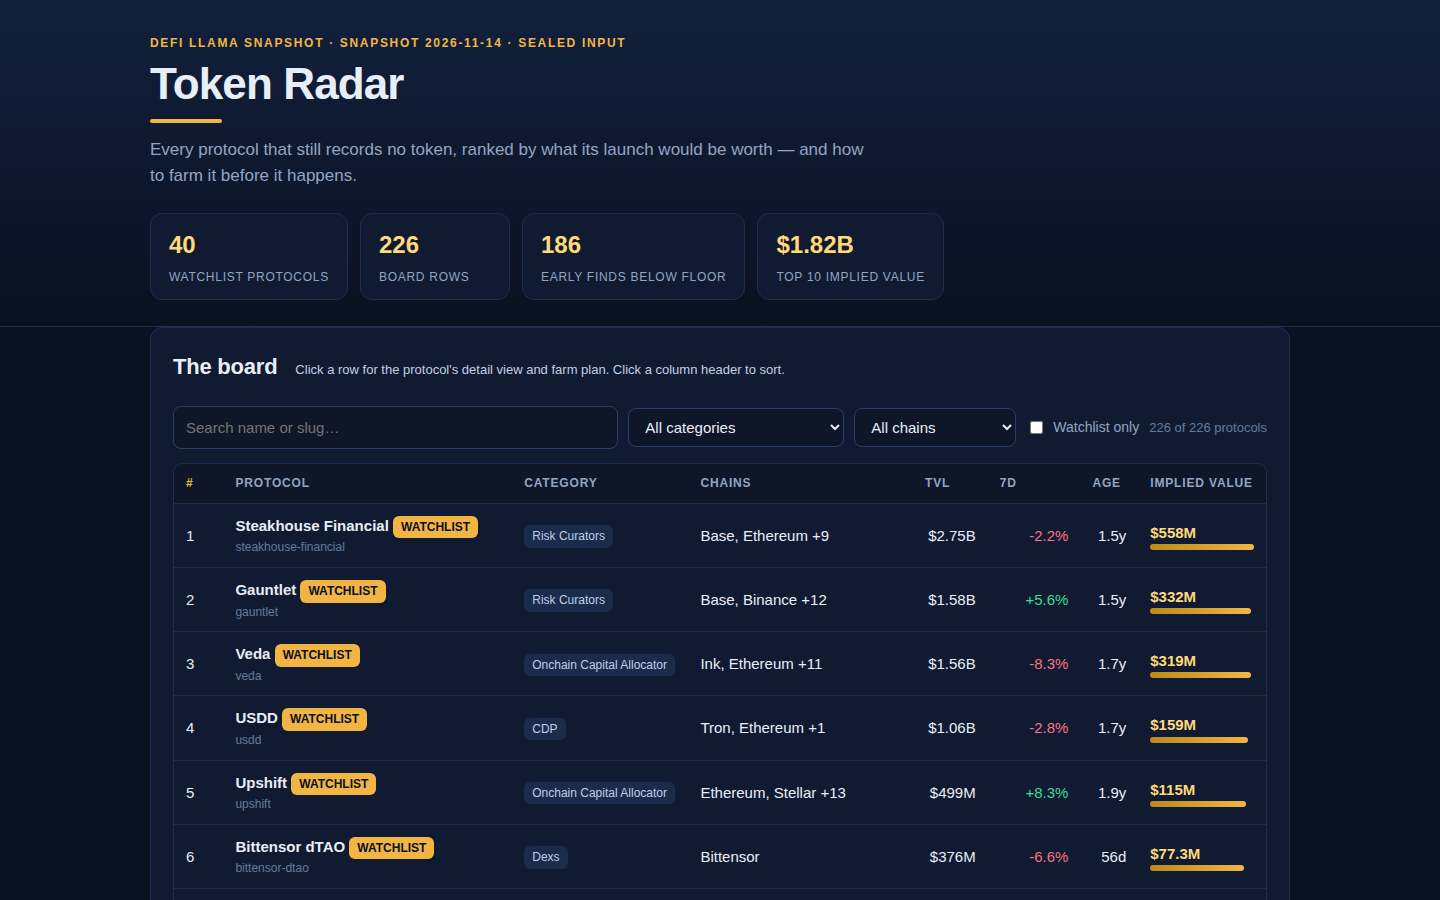 DEFI LLAMA SNAPSHOT · SNAPSHOT 2026-11-14 · SEALED INPUT
Token Radar
Every protocol that still records no token, ranked by what its launch would be worth — and how
to farm it before it happens.
40 226 186 $1.82B
WATCHLIST PROTOCOLS BOARD ROWS EARLY FINDS BELOW FLOOR TOP 10 IMPLIED VALUE
The board Click a row for the protocol's detail view and farm plan. Click a column header to sort.
Search name or slug… All categories All chains Watchlist only 226 of 226 protocols
# PROTOCOL CATEGORY CHAINS TVL 7D AGE IMPLIED VALUE
1 Steakhouse Financial WATCHLIST Risk Curators Base, Ethereum +9 $2.75B -2.2% 1.5y $558M
steakhouse-financial
2 Gauntlet WATCHLIST Risk Curators Base, Binance +12 $1.58B +5.6% 1.5y $332M
gauntlet
3 Veda WATCHLIST Onchain Capital Allocator Ink, Ethereum +11 $1.56B -8.3% 1.7y $319M
veda
4 USDD WATCHLIST CDP Tron, Ethereum +1 $1.06B -2.8% 1.7y $159M
usdd
5 Upshift WATCHLIST Onchain Capital Allocator Ethereum, Stellar +13 $499M +8.3% 1.9y $115M
upshift
6 Bittensor dTAO WATCHLIST Dexs Bittensor $376M -6.6% 56d $77.3M
bittensor-dtao